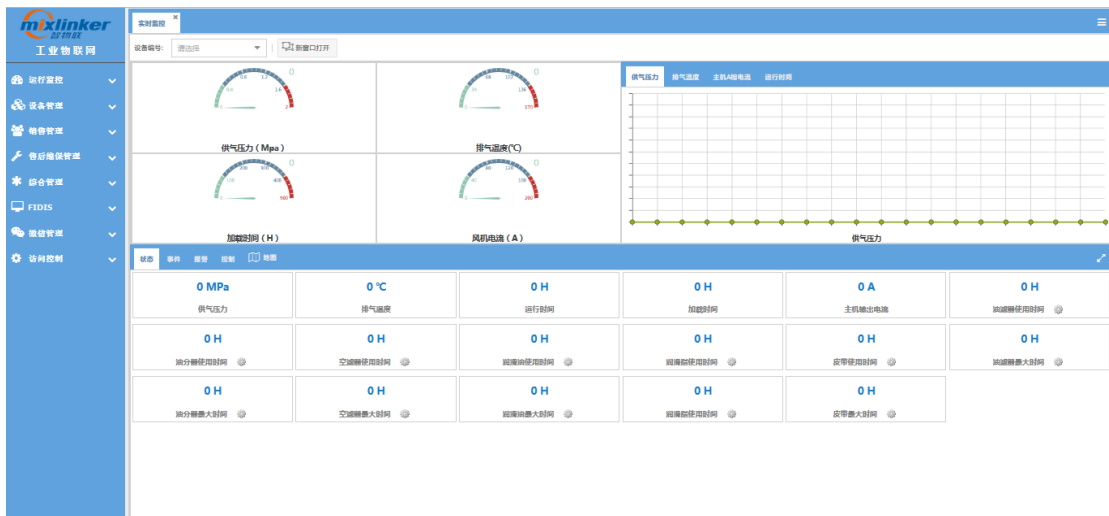 mixlinker
智物联
工业物联网
运行监控
设备管理
销售管理
售后维保管理
综合管理
FIDIS
微信管理
访问控制
实时监控
设备编号: 请选择 新窗口打开
0
供气压力 ( Mpa )
0
排气温度(℃)
0
加载时间 ( H )
0
风机电流 ( A )
供气压力 排气温度 主机A相电流 运行时间
供气压力
状态 事件 报警 控制 地图
0 MPa 0 ℃ 0 H 0 H 0 A 0 H
供气压力 排气温度 运行时间 加载时间 主机输出电流 油滤器使用时间
0 H 0 H 0 H 0 H 0 H 0 H
油分器使用时间 空滤器使用时间 润滑油使用时间 润滑脂使用时间 皮带使用时间 油滤器最大时间
0 H 0 H 0 H 0 H 0 H
油分器最大时间 空滤器最大时间 润滑油最大时间 润滑脂使用时间 皮带最大时间